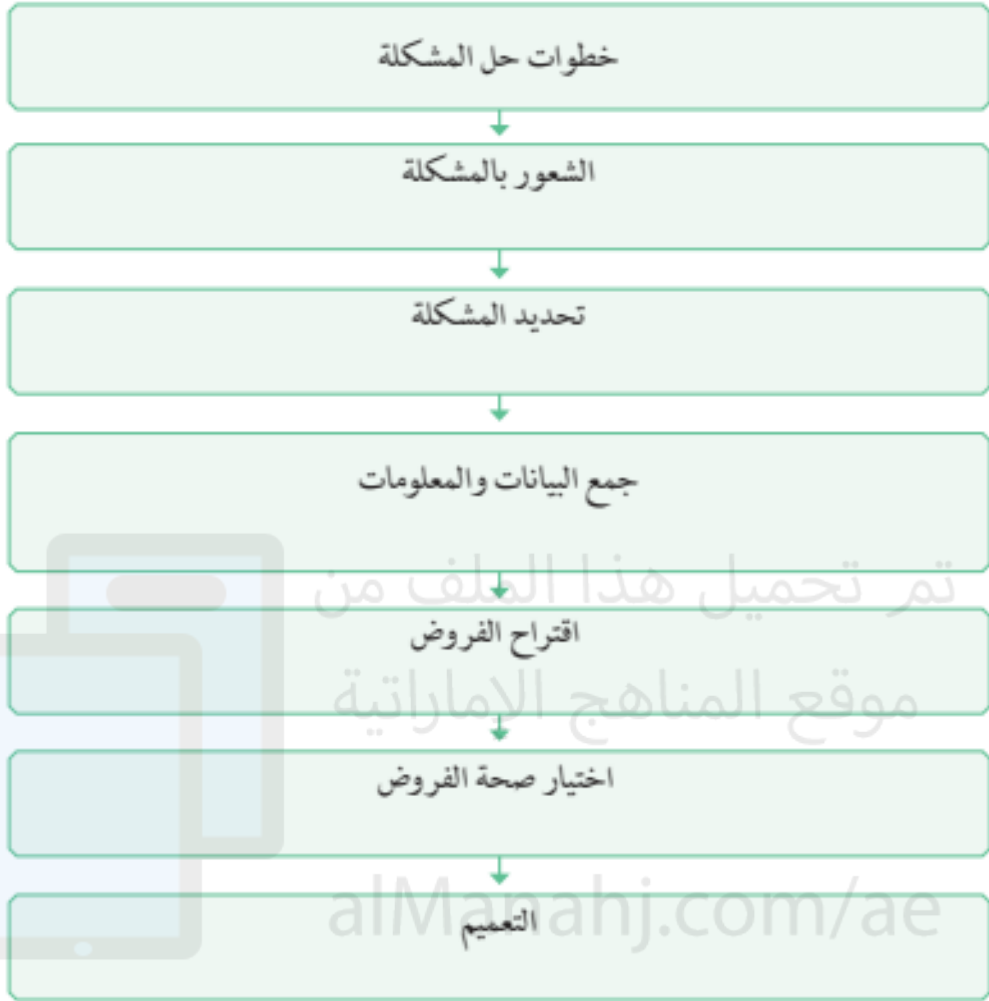 خطوات حل المشكلة
الشعور بالمشكلة
تحديد المشكلة
جمع البيانات والمعلومات
تم تحميل هذا الملف من
اقتراح الفروض
موقع المناهج الإماراتية
اختيار صحة الفروض
alManahj.com/ae
التعميم